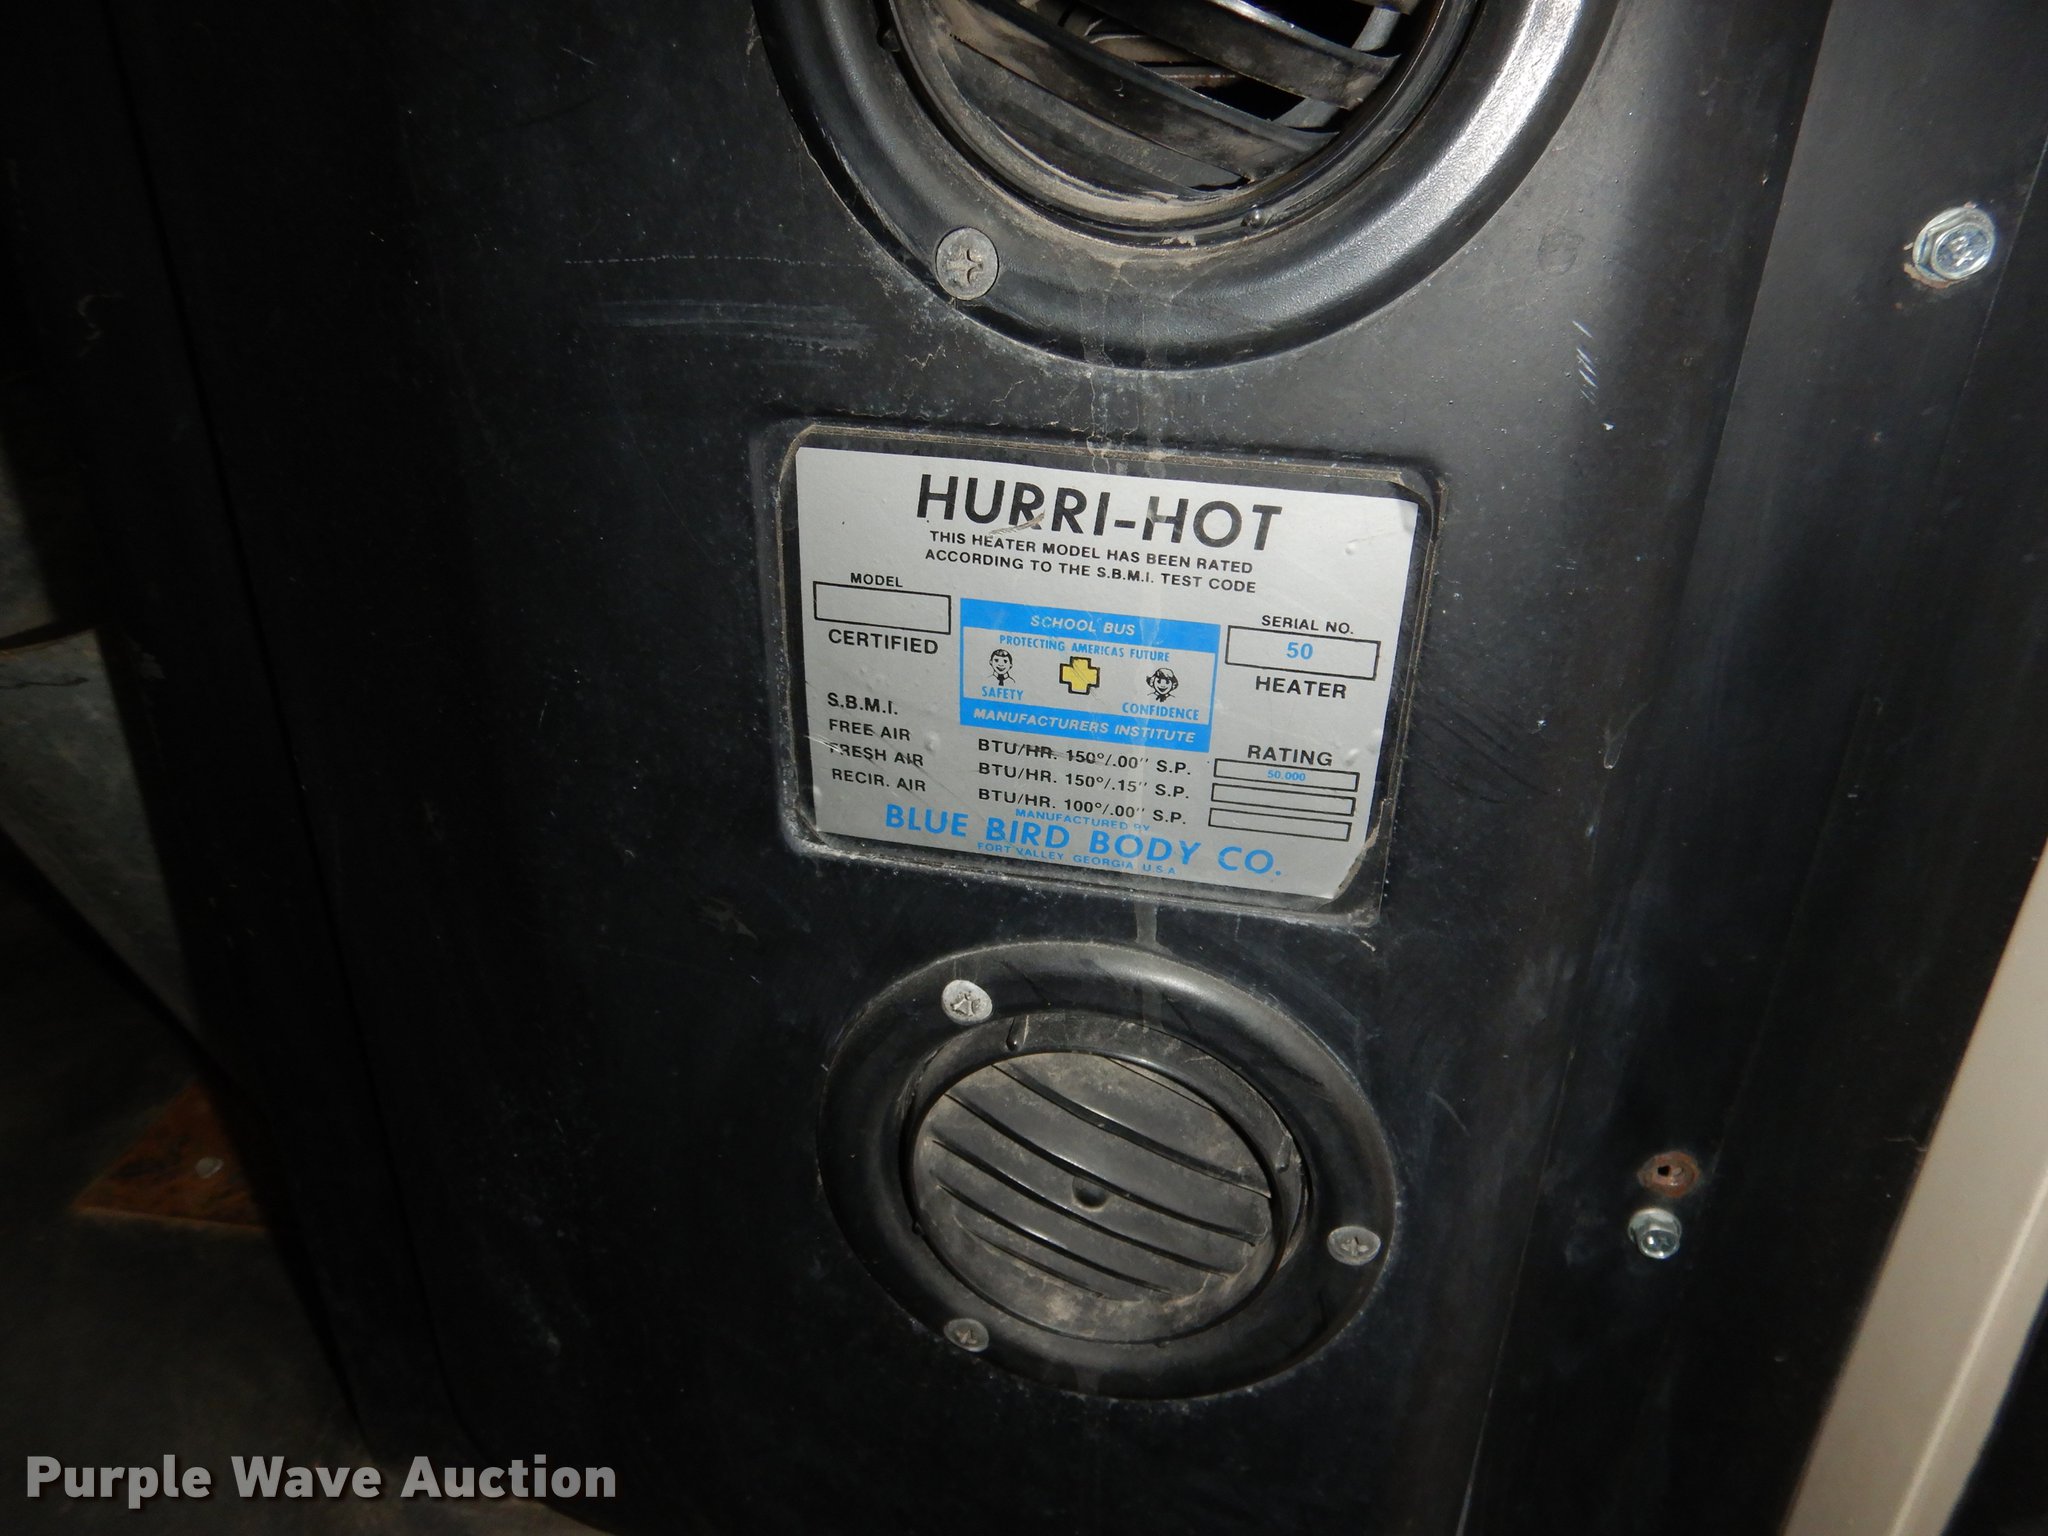 HURRI-HOT
THIS HEATER MODEL HAS BEEN RATED
ACCORDING TO THE S.B.M.I. TEST CODE
MODEL
CERTIFIED
SCHOOL BUS
PROTECTING AMERICAS FUTURE
SAFETY
CONFIDENCE
MANUFACTURERS INSTITUTE
SERIAL NO.
50
HEATER
S.B.M.I. RATING
FREE AIR BTU/HR. 150°/.00" S.P. 50.000
FRESH AIR BTU/HR. 150°/.15" S.P.
RECIR. AIR BTU/HR. 100°/.00" S.P.
MANUFACTURED BY
BLUE BIRD BODY CO.
FORT VALLEY, GEORGIA U.S.A
Purple Wave Auction